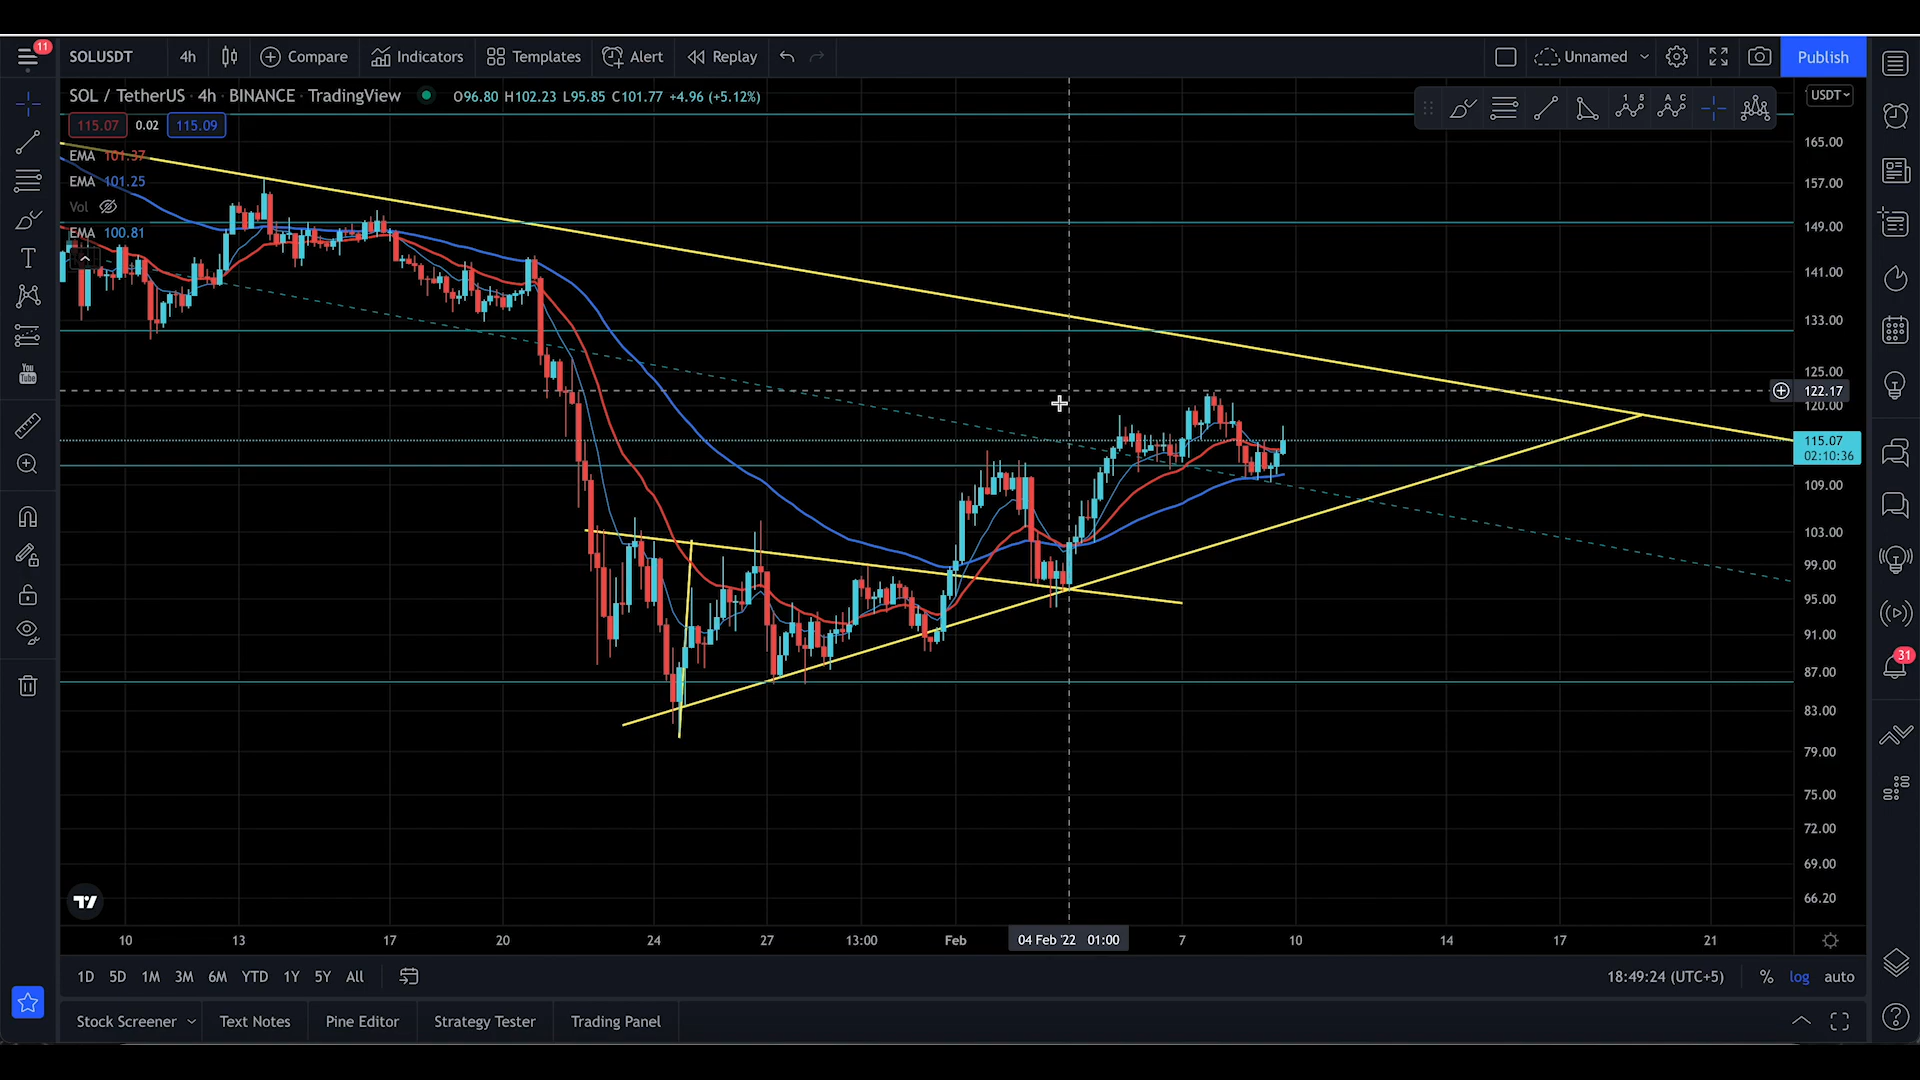 11
SOLUSDT 4h Compare Indicators Templates Alert Replay Unnamed Publish
SOL / TetherUS · 4h · BINANCE · TradingView O96.80 H102.23 L95.85 C101.77 +4.96 (+5.12%)
USDT
115.07 0.02 115.09
EMA 101.37
EMA 101.25
Vol
EMA 100.81
1 5
A C
165.00
157.00
149.00
141.00
133.00
125.00
122.17
120.00
115.07
02:10:36
109.00
103.00
99.00
95.00
91.00
87.00
83.00
79.00
75.00
72.00
69.00
66.20
You
Tube
31
10 13 17 20 24 27 13:00 Feb 04 Feb '22 01:00 7 10 14 17 21
1D 5D 1M 3M 6M YTD 1Y 5Y All 18:49:24 (UTC+5) % log auto
Stock Screener Text Notes Pine Editor Strategy Tester Trading Panel